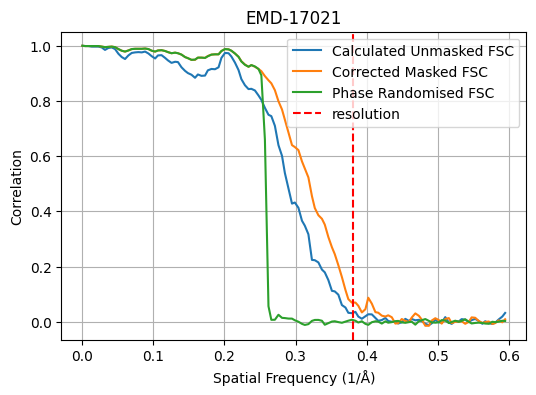 EMD-17021
Calculated Unmasked FSC
Corrected Masked FSC
Phase Randomised FSC
resolution
Correlation
1.0
0.8
0.6
0.4
0.2
0.0
0.0 0.1 0.2 0.3 0.4 0.5 0.6
Spatial Frequency (1/Å)